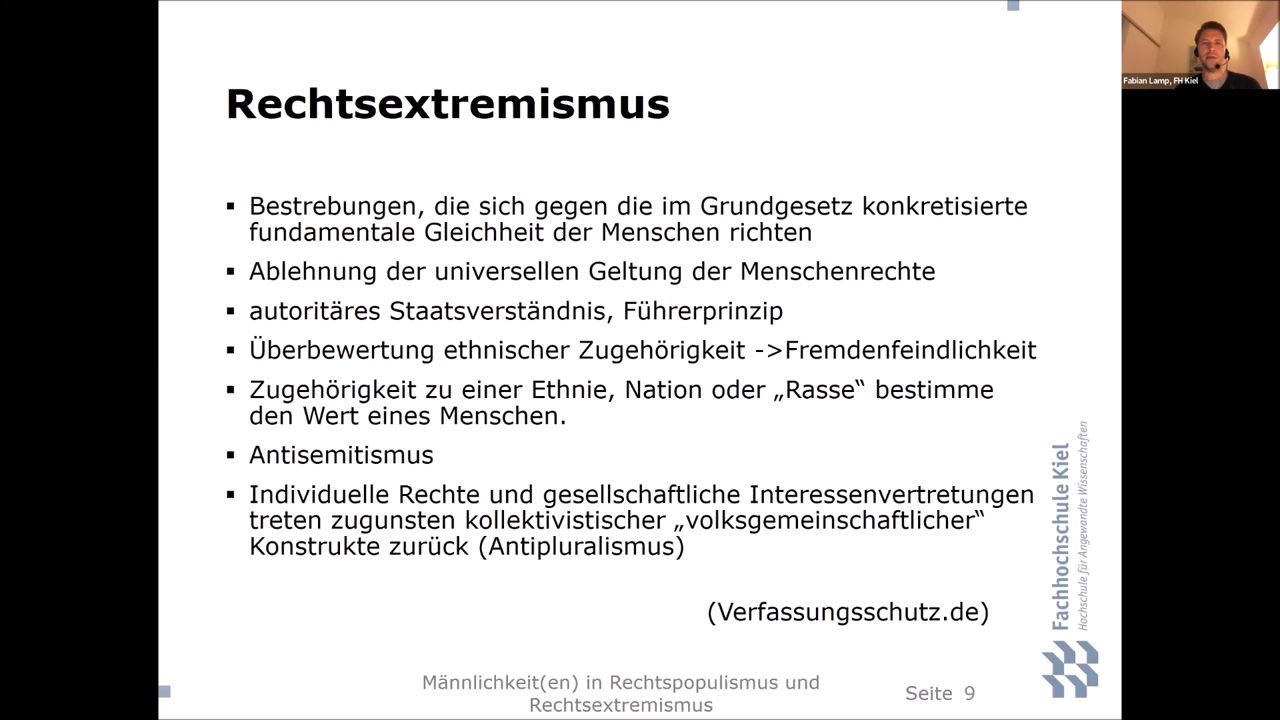 Fabian Lamp, FH Kiel
Rechtsextremismus
▪ Bestrebungen, die sich gegen die im Grundgesetz konkretisierte
fundamentale Gleichheit der Menschen richten
▪ Ablehnung der universellen Geltung der Menschenrechte
▪ autoritäres Staatsverständnis, Führerprinzip
▪ Überbewertung ethnischer Zugehörigkeit ->Fremdenfeindlichkeit
▪ Zugehörigkeit zu einer Ethnie, Nation oder „Rasse“ bestimme
den Wert eines Menschen.
▪ Antisemitismus
▪ Individuelle Rechte und gesellschaftliche Interessenvertretungen
treten zugunsten kollektivistischer „volksgemeinschaftlicher“
Konstrukte zurück (Antipluralismus)
(Verfassungsschutz.de)
Fachhochschule Kiel
Hochschule für Angewandte Wissenschaften
Männlichkeit(en) in Rechtspopulismus und
Rechtsextremismus
Seite 9